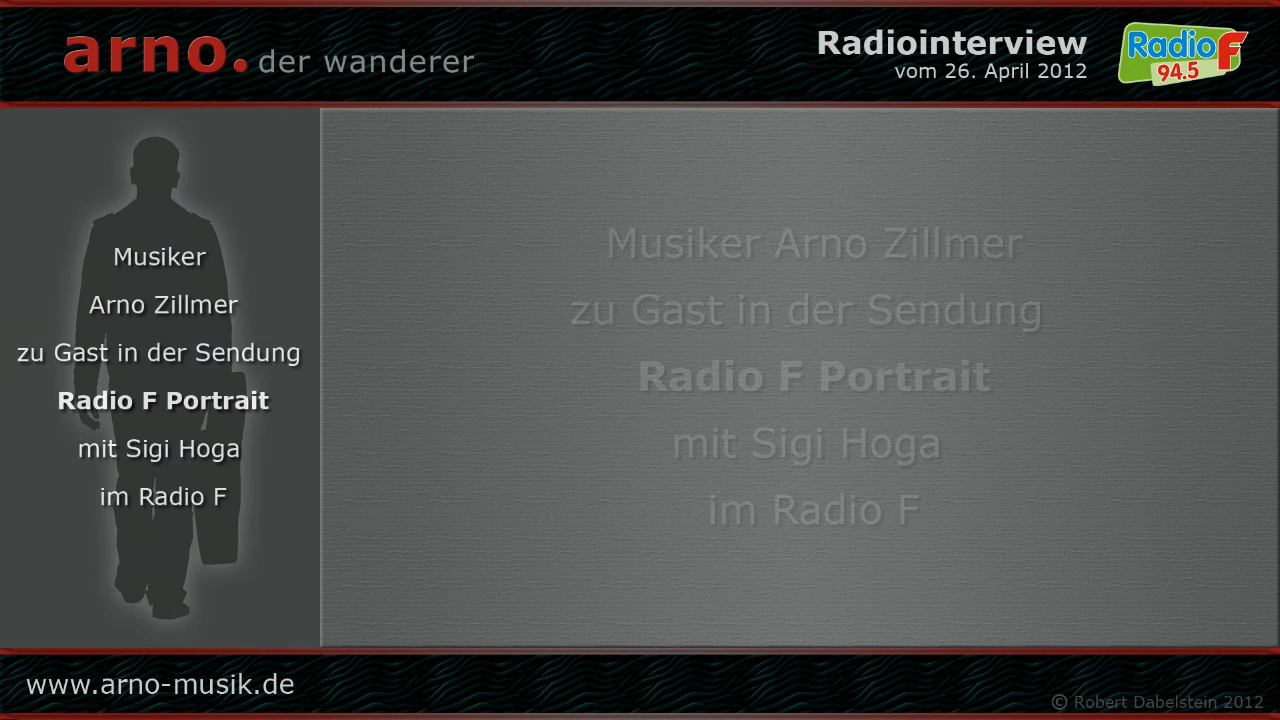 arno. der wanderer
Radiointerview
vom 26. April 2012
Radio F
94.5
Musiker
Arno Zillmer
zu Gast in der Sendung
Radio F Portrait
mit Sigi Hoga
im Radio F
Musiker Arno Zillmer
zu Gast in der Sendung
Radio F Portrait
mit Sigi Hoga
im Radio F
www.arno-musik.de
© Robert Dabelstein 2012